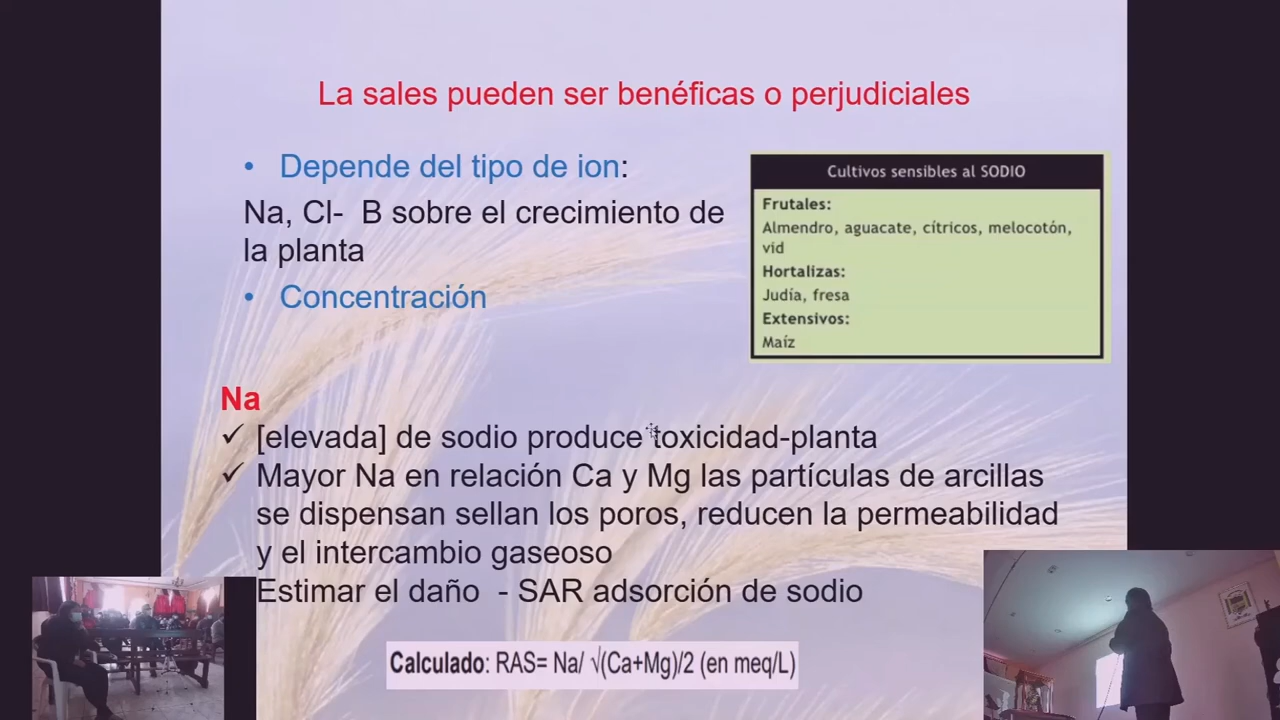 La sales pueden ser benéficas o perjudiciales
• Depende del tipo de ion:
Na, Cl- B sobre el crecimiento de
la planta
• Concentración
Cultivos sensibles al SODIO
Frutales:
Almendro, aguacate, cítricos, melocotón,
vid
Hortalizas:
Judía, fresa
Extensivos:
Maíz
Na
✓ [elevada] de sodio produce toxicidad-planta
✓ Mayor Na en relación Ca y Mg las partículas de arcillas
se dispensan sellan los poros, reducen la permeabilidad
y el intercambio gaseoso
Estimar el daño - SAR adsorción de sodio
Calculado: RAS= Na/ √(Ca+Mg)/2 (en meq/L)